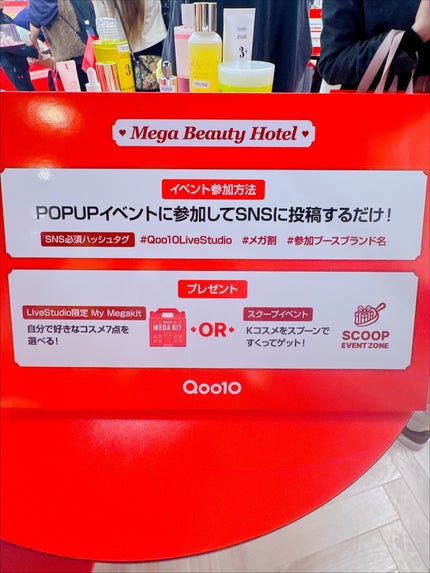 ♥ Mega Beauty Hotel ♥
イベント参加方法
POPUPイベントに参加してSNSに投稿するだけ！
SNS必須ハッシュタグ #Qoo10LiveStudio #メガ割 #参加ブースブランド名
プレゼント
LiveStudio限定 My Megakit
自分で好きなコスメ7点を
選べる！
MEGA KIT
OR
スクープイベント
Kコスメをスプーンで
すくってゲット！
SCOOP
EVENT ZONE
Qoo10